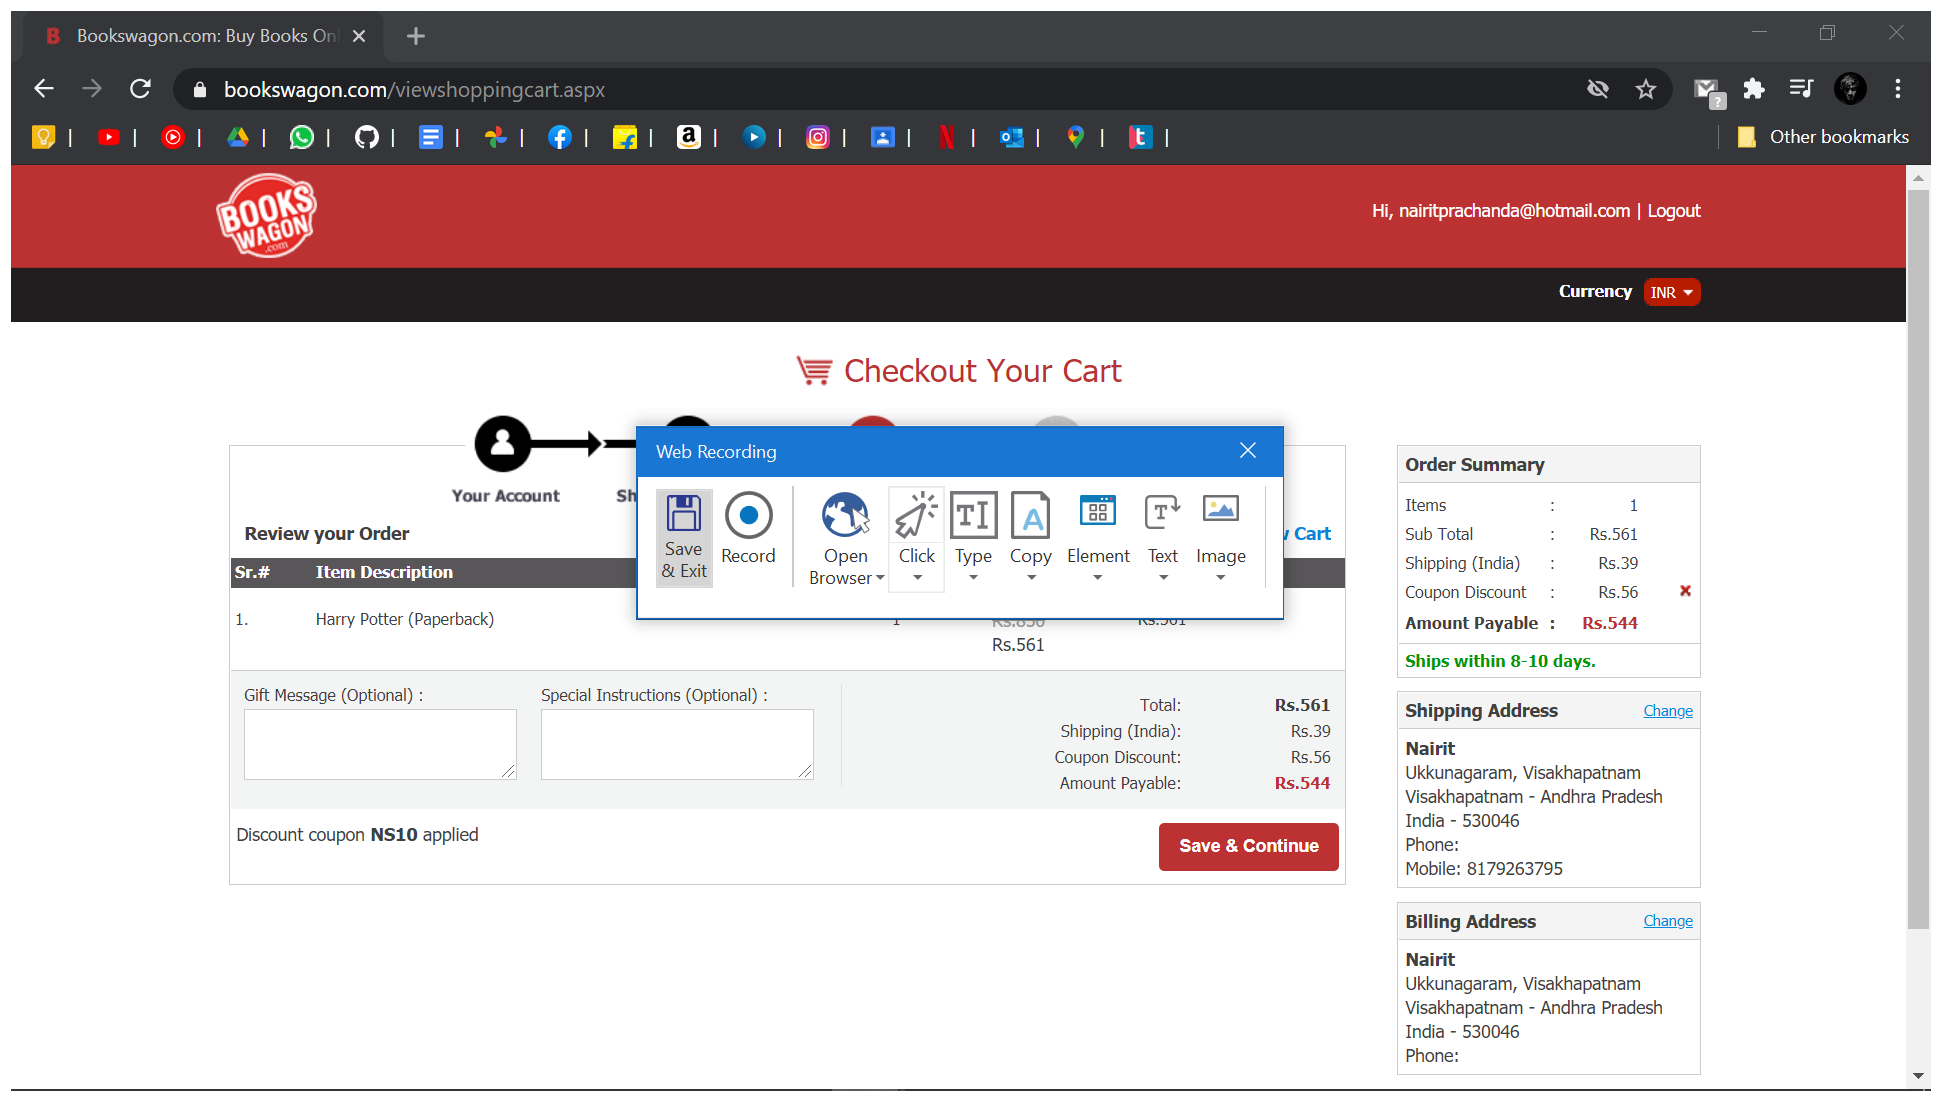 Bookswagon.com: Buy Books Onl
bookswagon.com/viewshoppingcart.aspx
Other bookmarks
BOOKS
WAGON
.com
Hi, nairitprachanda@hotmail.com | Logout
Currency INR
Checkout Your Cart
Your Account
Sh
Web Recording
Save
& Exit
Record
Open
Browser
Click
Type
Copy
Element
Text
Image
Review your Order
Cart
Sr.# Item Description
1. Harry Potter (Paperback) 1
Rs.561
Gift Message (Optional) :
Special Instructions (Optional) :
Total: Rs.561
Shipping (India): Rs.39
Coupon Discount: Rs.56
Amount Payable: Rs.544
Discount coupon NS10 applied
Save & Continue
Order Summary
Items : 1
Sub Total : Rs.561
Shipping (India) : Rs.39
Coupon Discount : Rs.56
Amount Payable : Rs.544
Ships within 8-10 days.
Shipping Address Change
Nairit
Ukkunagaram, Visakhapatnam
Visakhapatnam - Andhra Pradesh
India - 530046
Phone:
Mobile: 8179263795
Billing Address Change
Nairit
Ukkunagaram, Visakhapatnam
Visakhapatnam - Andhra Pradesh
India - 530046
Phone: